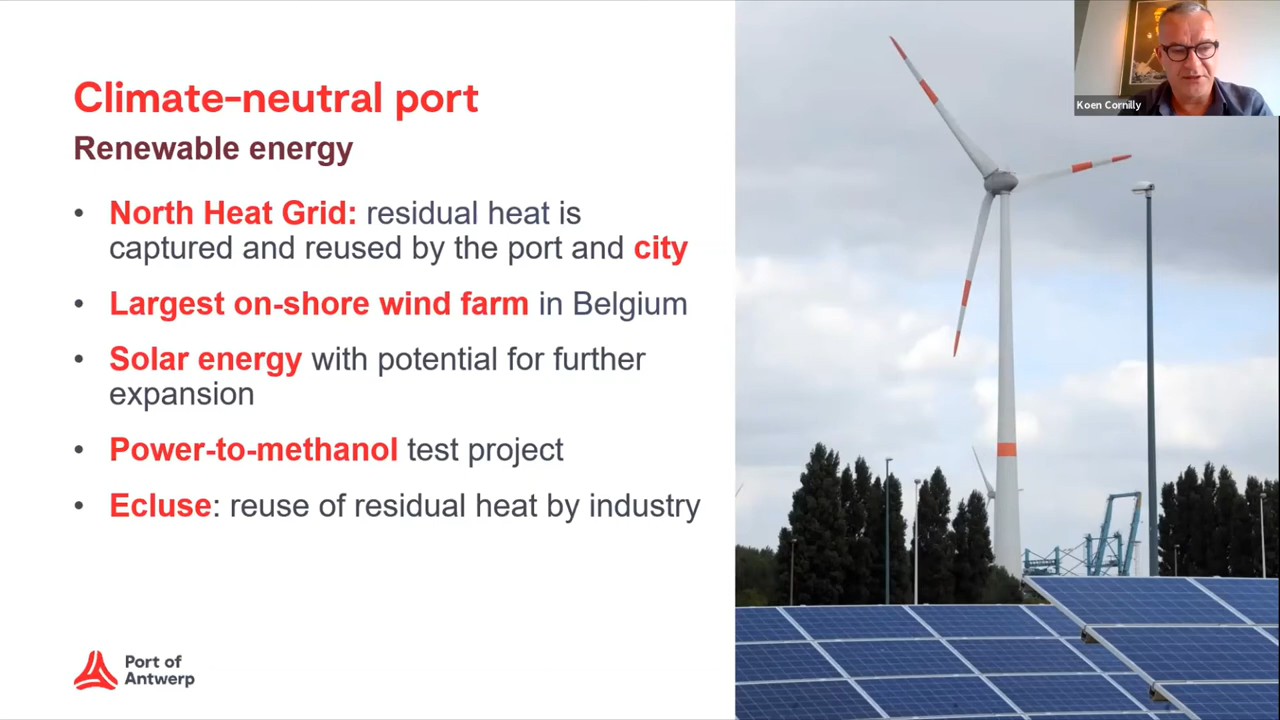 Climate-neutral port
Renewable energy
• North Heat Grid: residual heat is
captured and reused by the port and city
• Largest on-shore wind farm in Belgium
• Solar energy with potential for further
expansion
• Power-to-methanol test project
• Ecluse: reuse of residual heat by industry
Port of
Antwerp
Koen Cornilly